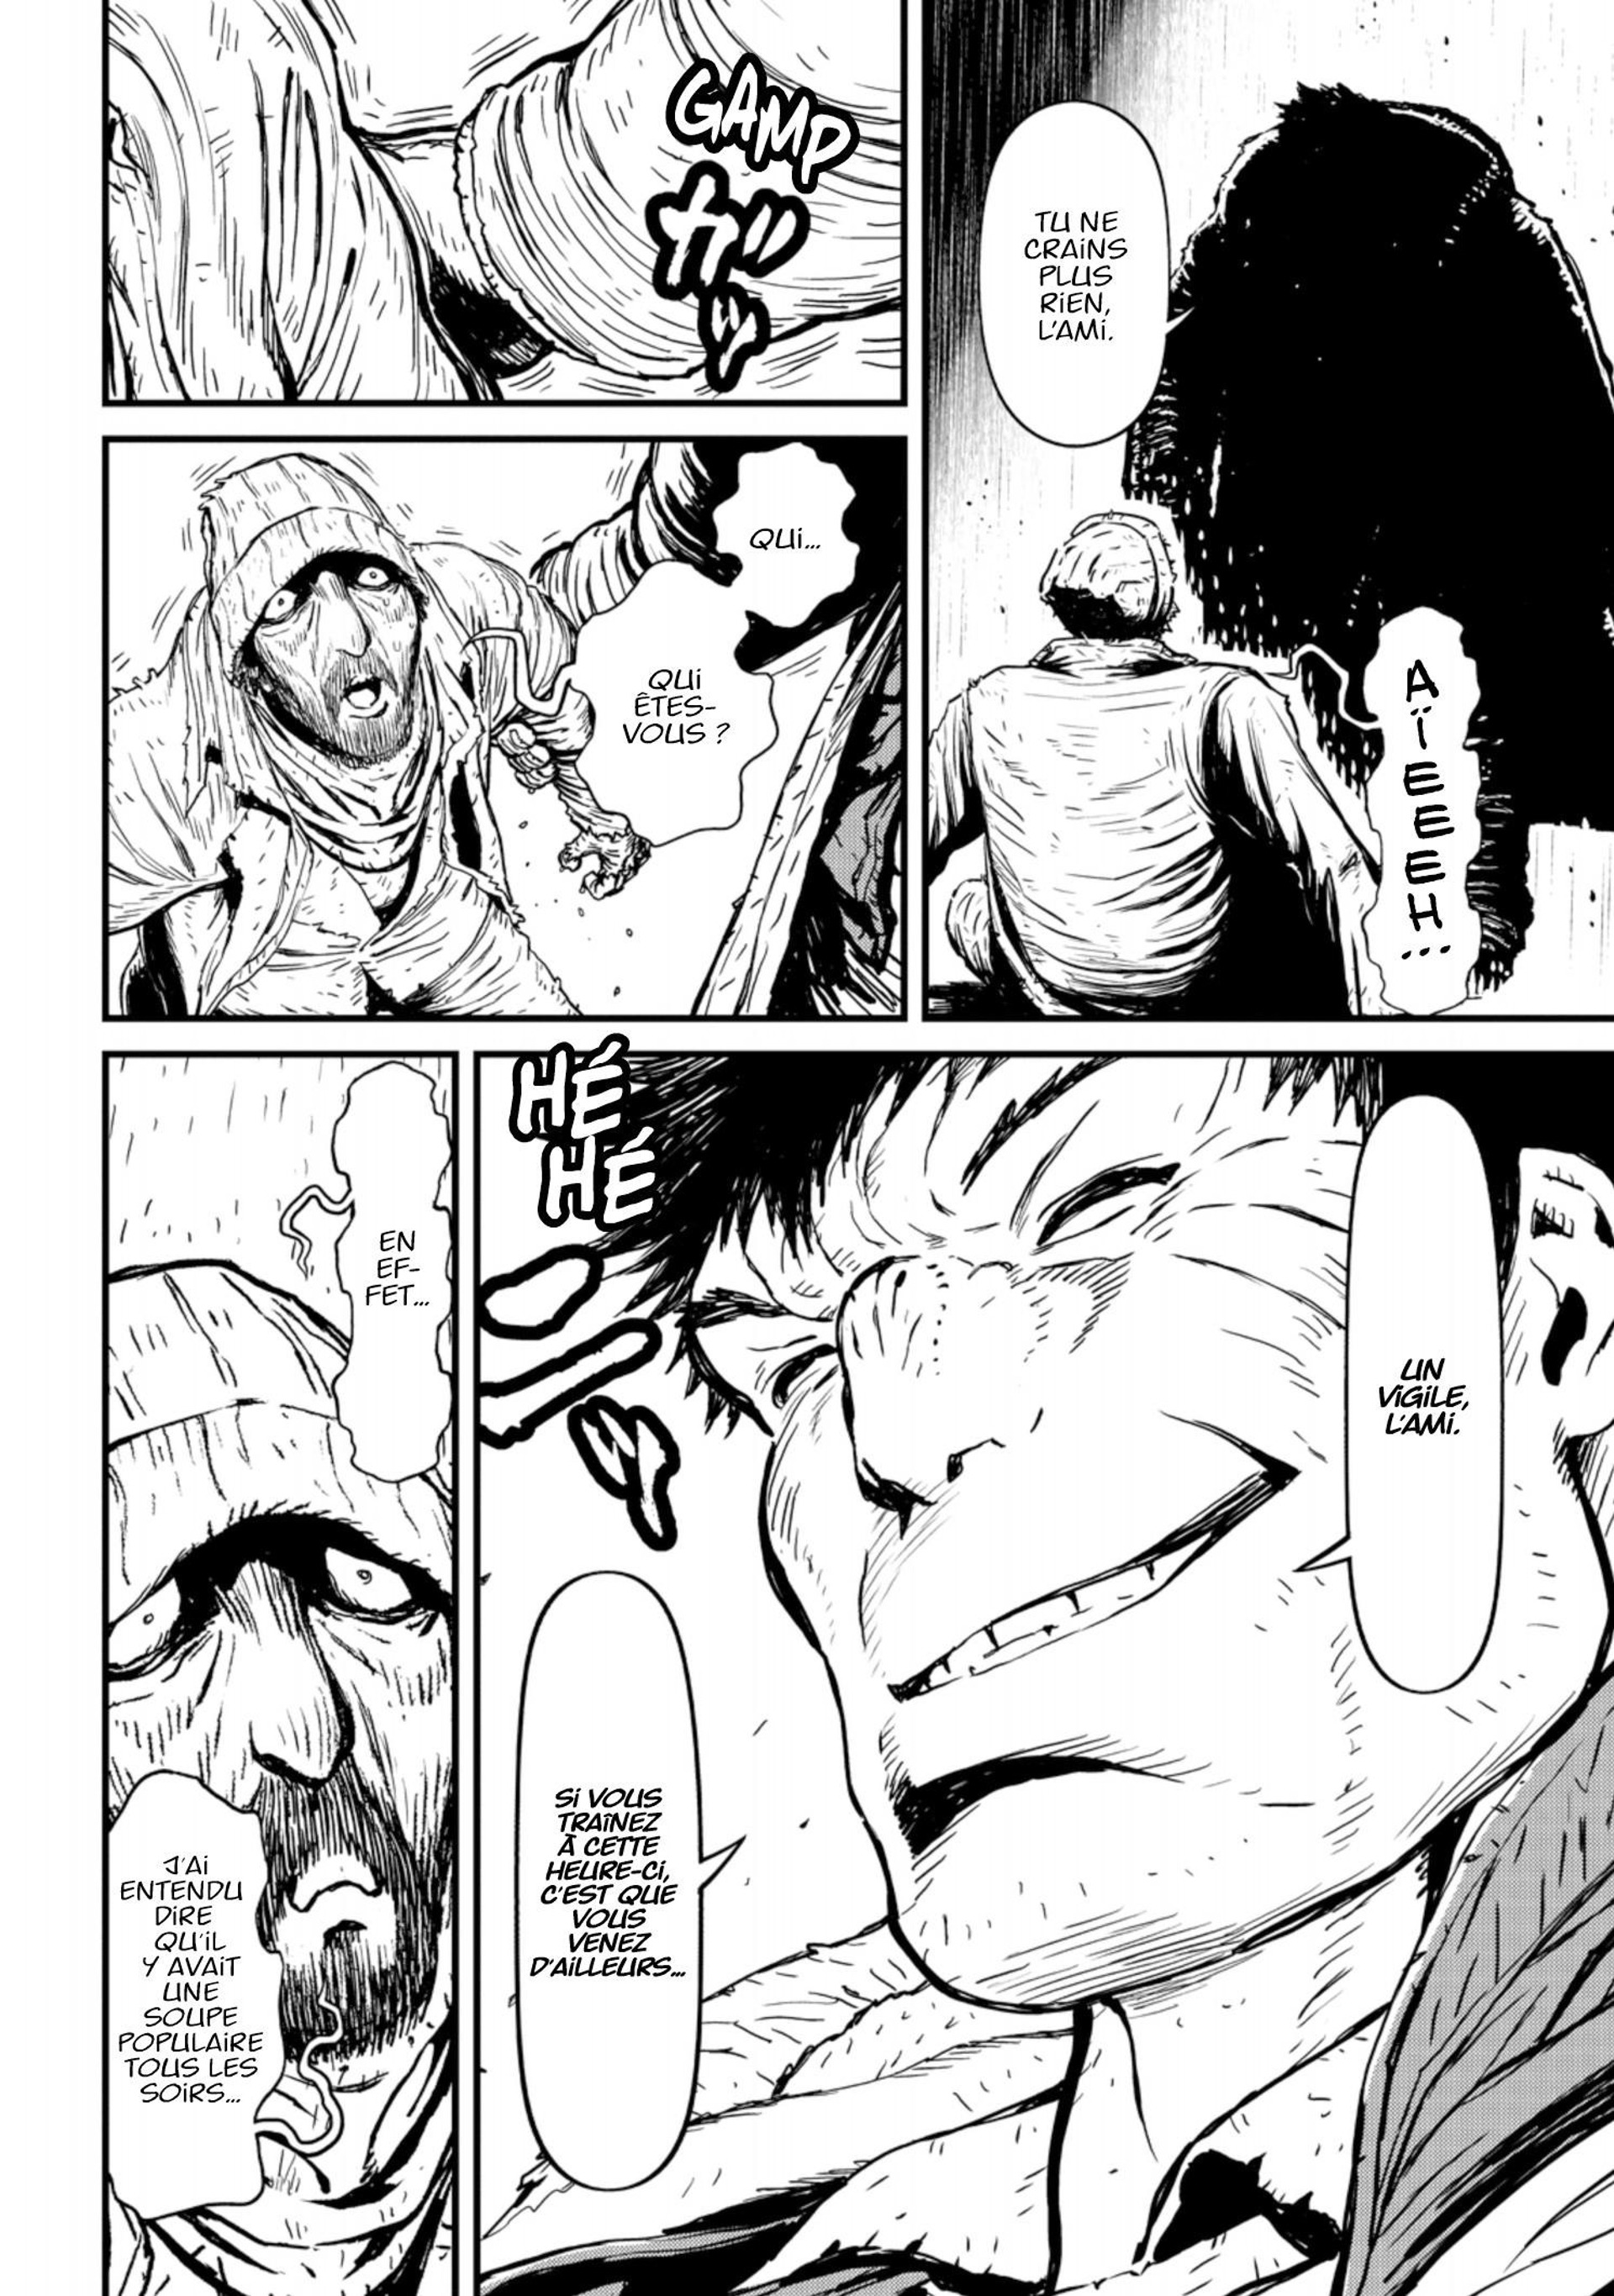 TU NE
CRAINS
PLUS
RIEN,
L'AMI.
AÏEEEH...
GAMP
ガッ
QUI...
QUI
ÊTES-
VOUS ?
UN
VIGILE,
L'AMI.
HÉ
HÉ
ニッ
SI VOUS
TRAÎNEZ
À CETTE
HEURE-CI,
C'EST QUE
VOUS
VENEZ
D'AILLEURS...
EN
EF-
FET...
J'AI
ENTENDU
DIRE
QU'IL
Y AVAIT
UNE
SOUPE
POPULAIRE
TOUS LES
SOIRS...